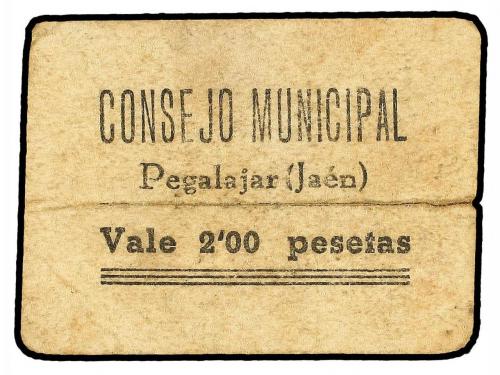 CONSEJO MUNICIPAL
Pegalajar (Jaén)
Vale 2'00 pesetas